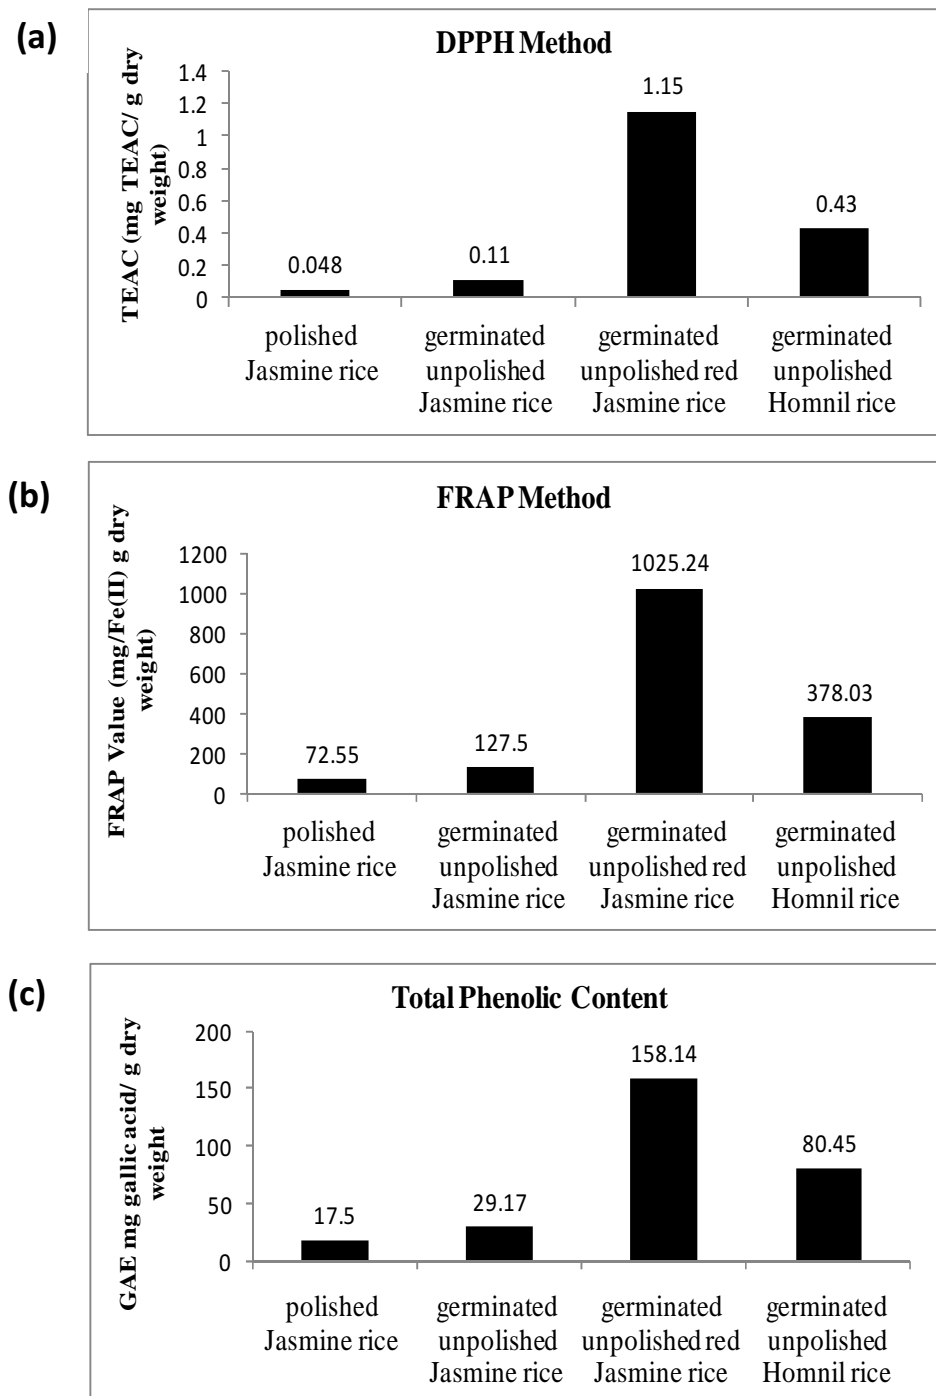 (a)
DPPH Method
TEAC (mg TEAC/ g dry
weight)
1.4
1.2
1
0.8
0.6
0.4
0.2
0
0.048
0.11
1.15
0.43
polished
Jasmine rice
germinated
unpolished
Jasmine rice
germinated
unpolished red
Jasmine rice
germinated
unpolished
Homnil rice
(b)
FRAP Method
FRAP Value (mg/Fe(II) g dry
weight)
1200
1000
800
600
400
200
0
72.55
127.5
1025.24
378.03
polished
Jasmine rice
germinated
unpolished
Jasmine rice
germinated
unpolished red
Jasmine rice
germinated
unpolished
Homnil rice
(c)
Total Phenolic Content
GAE mg gallic acid/ g dry
weight
200
150
100
50
0
17.5
29.17
158.14
80.45
polished
Jasmine rice
germinated
unpolished
Jasmine rice
germinated
unpolished red
Jasmine rice
germinated
unpolished
Homnil rice